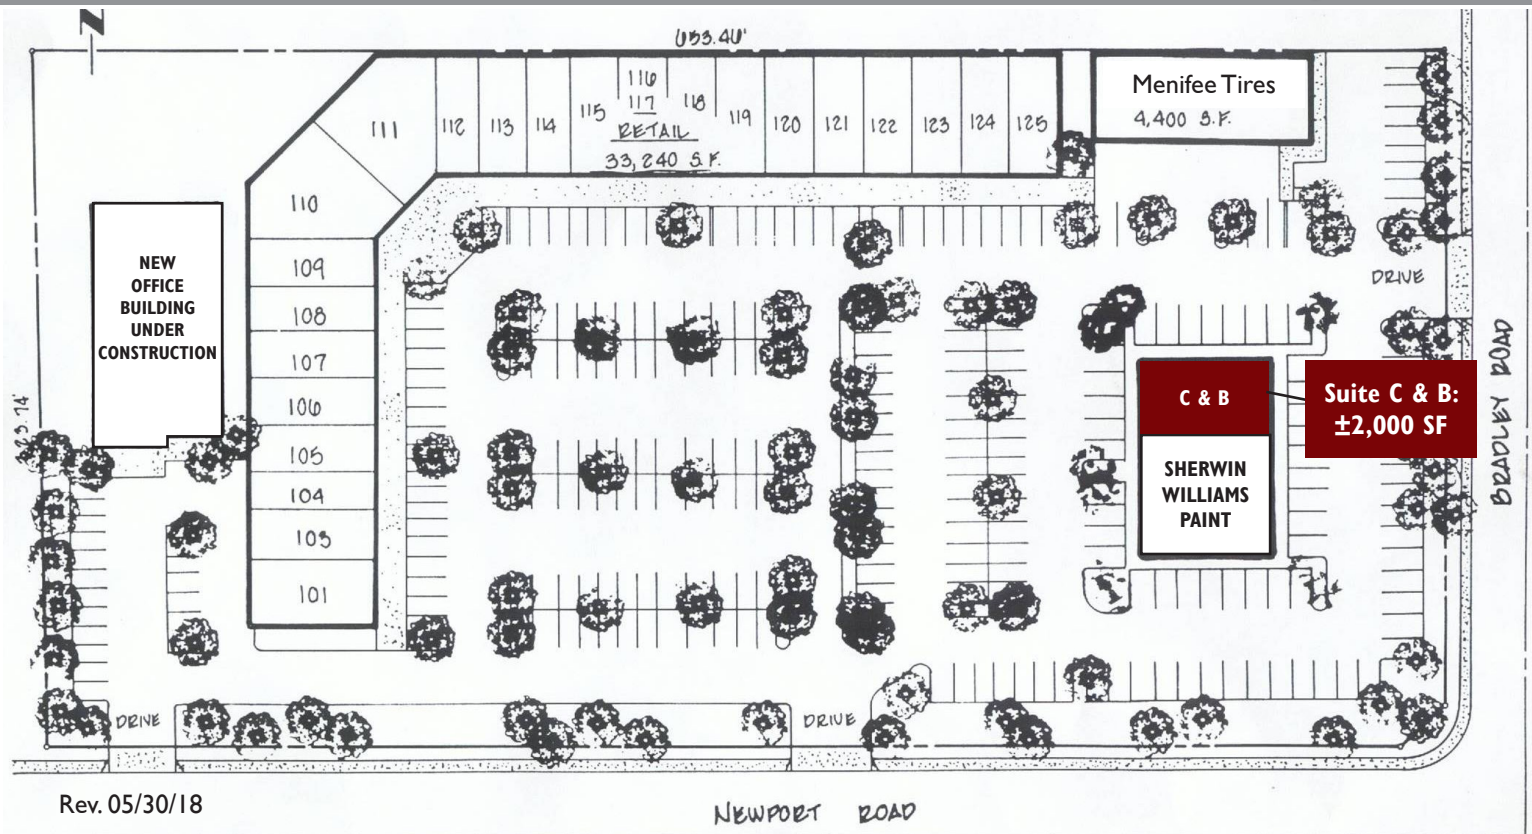 N
653.40'
Menifee Tires
4,400 S.F.
111
112
113
114
115
116
117
118
119
120
121
122
123
124
125
RETAIL
33,240 S.F.
110
109
108
107
106
105
104
103
101
NEW
OFFICE
BUILDING
UNDER
CONSTRUCTION
DRIVE
C & B
Suite C & B:
±2,000 SF
SHERWIN
WILLIAMS
PAINT
BRADLEY ROAD
DRIVE
DRIVE
Rev. 05/30/18
NEWPORT ROAD